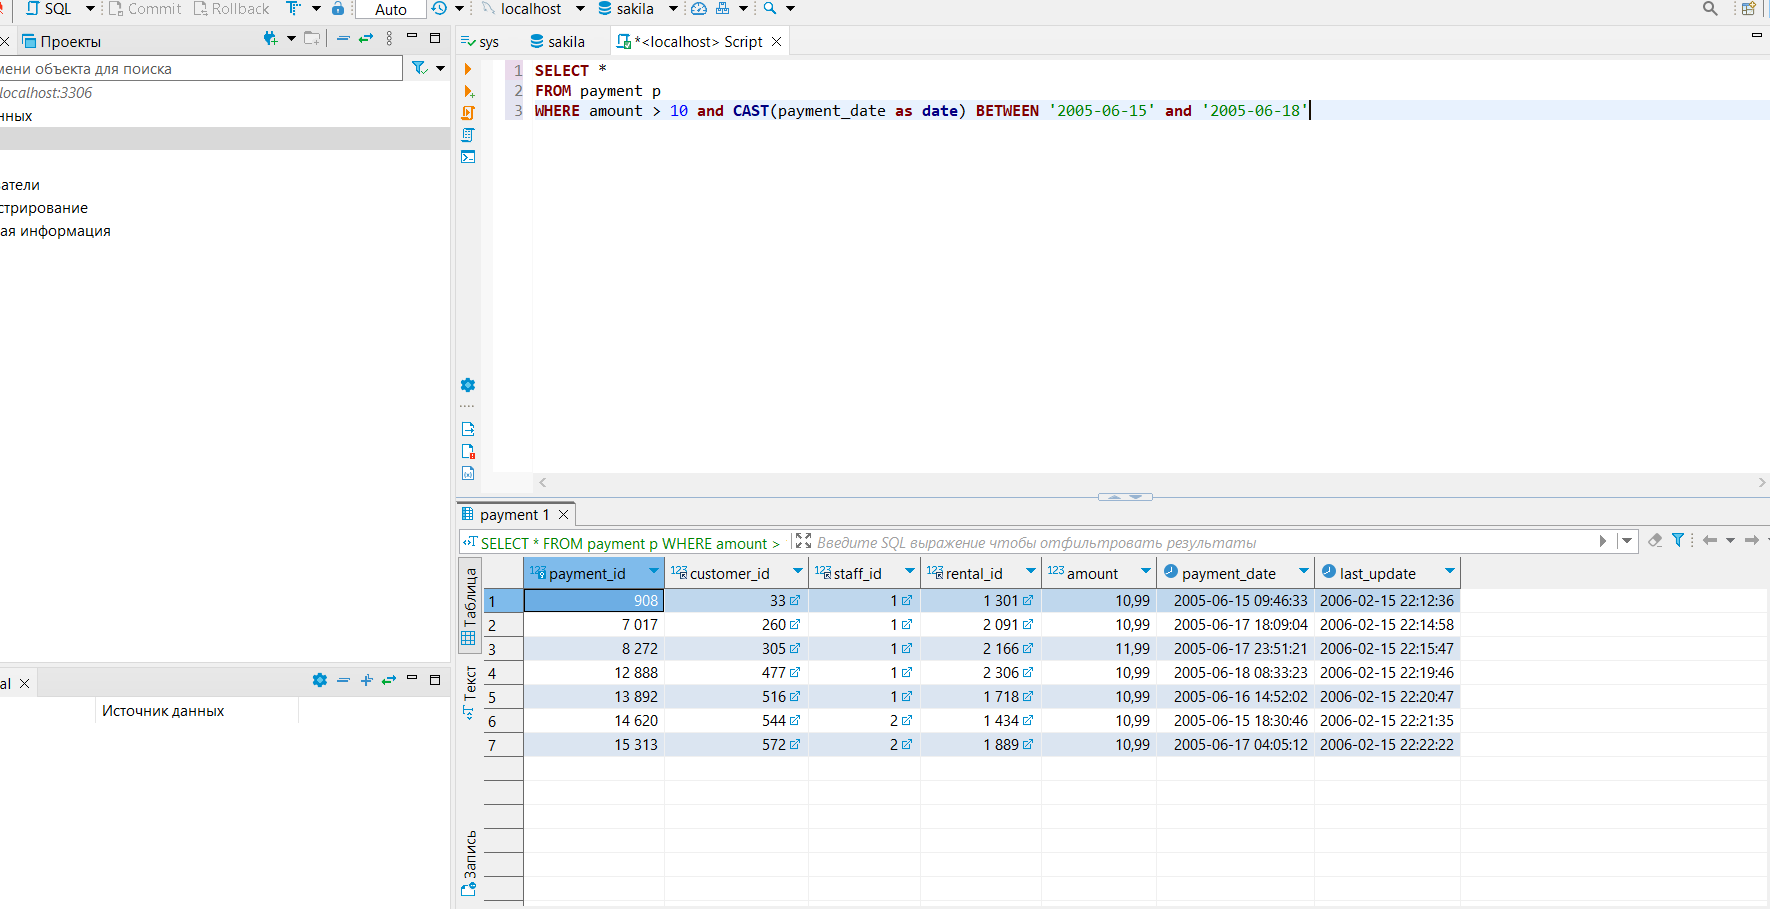 SQL Commit Rollback Auto localhost sakila
Проекты
мени объекта для поиска
localhost:3306
нных
атели
стрирование
ая информация
al
Источник данных
sys sakila *<localhost> Script
1 SELECT *
2 FROM payment p
3 WHERE amount > 10 and CAST(payment_date as date) BETWEEN '2005-06-15' and '2005-06-18'
payment 1
SELECT * FROM payment p WHERE amount > Введите SQL выражение чтобы отфильтровать результаты
Таблица
Текст
Запись
123 payment_id 123 customer_id 123 staff_id 123 rental_id 123 amount payment_date last_update
1 908 33 1 1 301 10,99 2005-06-15 09:46:33 2006-02-15 22:12:36
2 7 017 260 1 2 091 10,99 2005-06-17 18:09:04 2006-02-15 22:14:58
3 8 272 305 1 2 166 11,99 2005-06-17 23:51:21 2006-02-15 22:15:47
4 12 888 477 1 2 306 10,99 2005-06-18 08:33:23 2006-02-15 22:19:46
5 13 892 516 1 1 718 10,99 2005-06-16 14:52:02 2006-02-15 22:20:47
6 14 620 544 2 1 434 10,99 2005-06-15 18:30:46 2006-02-15 22:21:35
7 15 313 572 2 1 889 10,99 2005-06-17 04:05:12 2006-02-15 22:22:22